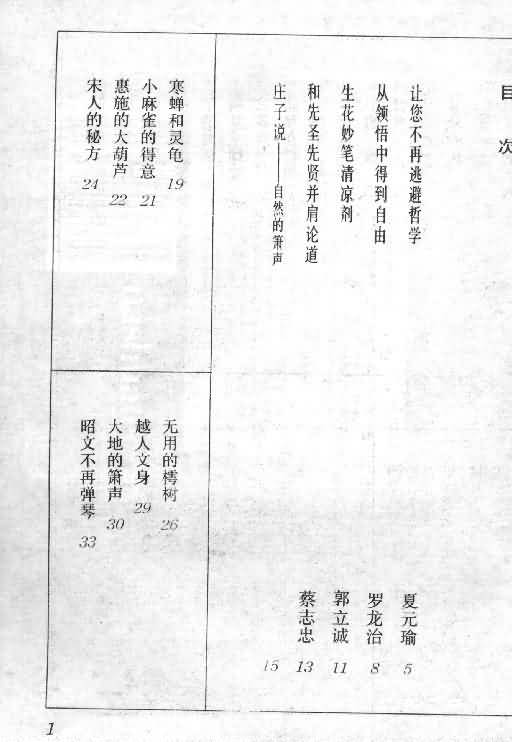 目次
让您不再逃避哲学 夏元瑜 5
从领悟中得到自由 罗龙治 8
生花妙笔清凉剂 郭立诚 11
和先圣先贤并肩论道 蔡志忠 13
庄子说——自然的箫声 15
寒蝉和灵龟 19
小麻雀的得意 21
惠施的大葫芦 22
宋人的秘方 24
无用的樗树 26
越人文身 29
大地的箫声 30
昭文不再弹琴 33
1